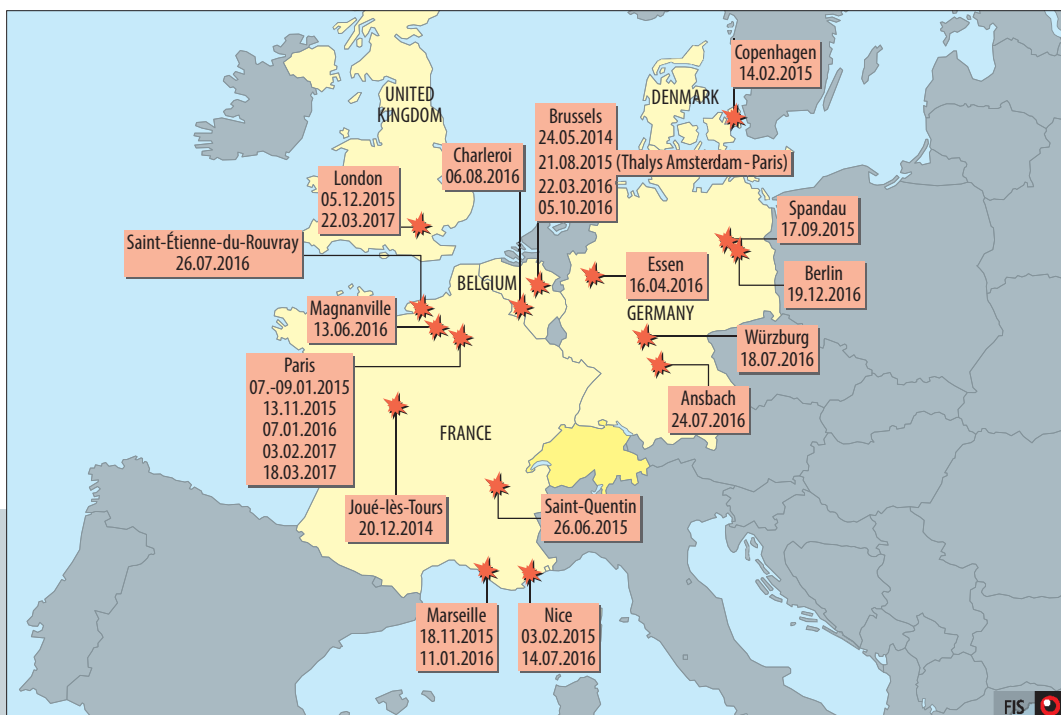 Copenhagen
14.02.2015
UNITED
KINGDOM
DENMARK
Brussels
24.05.2014
21.08.2015 (Thalys Amsterdam - Paris)
22.03.2016
05.10.2016
Charleroi
06.08.2016
London
05.12.2015
22.03.2017
Spandau
17.09.2015
Saint-Étienne-du-Rouvray
26.07.2016
BELGIUM
Essen
16.04.2016
Berlin
19.12.2016
Magnanville
13.06.2016
GERMANY
Würzburg
18.07.2016
Paris
07.-09.01.2015
13.11.2015
07.01.2016
03.02.2017
18.03.2017
Ansbach
24.07.2016
FRANCE
Joué-lès-Tours
20.12.2014
Saint-Quentin
26.06.2015
Marseille
18.11.2015
11.01.2016
Nice
03.02.2015
14.07.2016
FIS